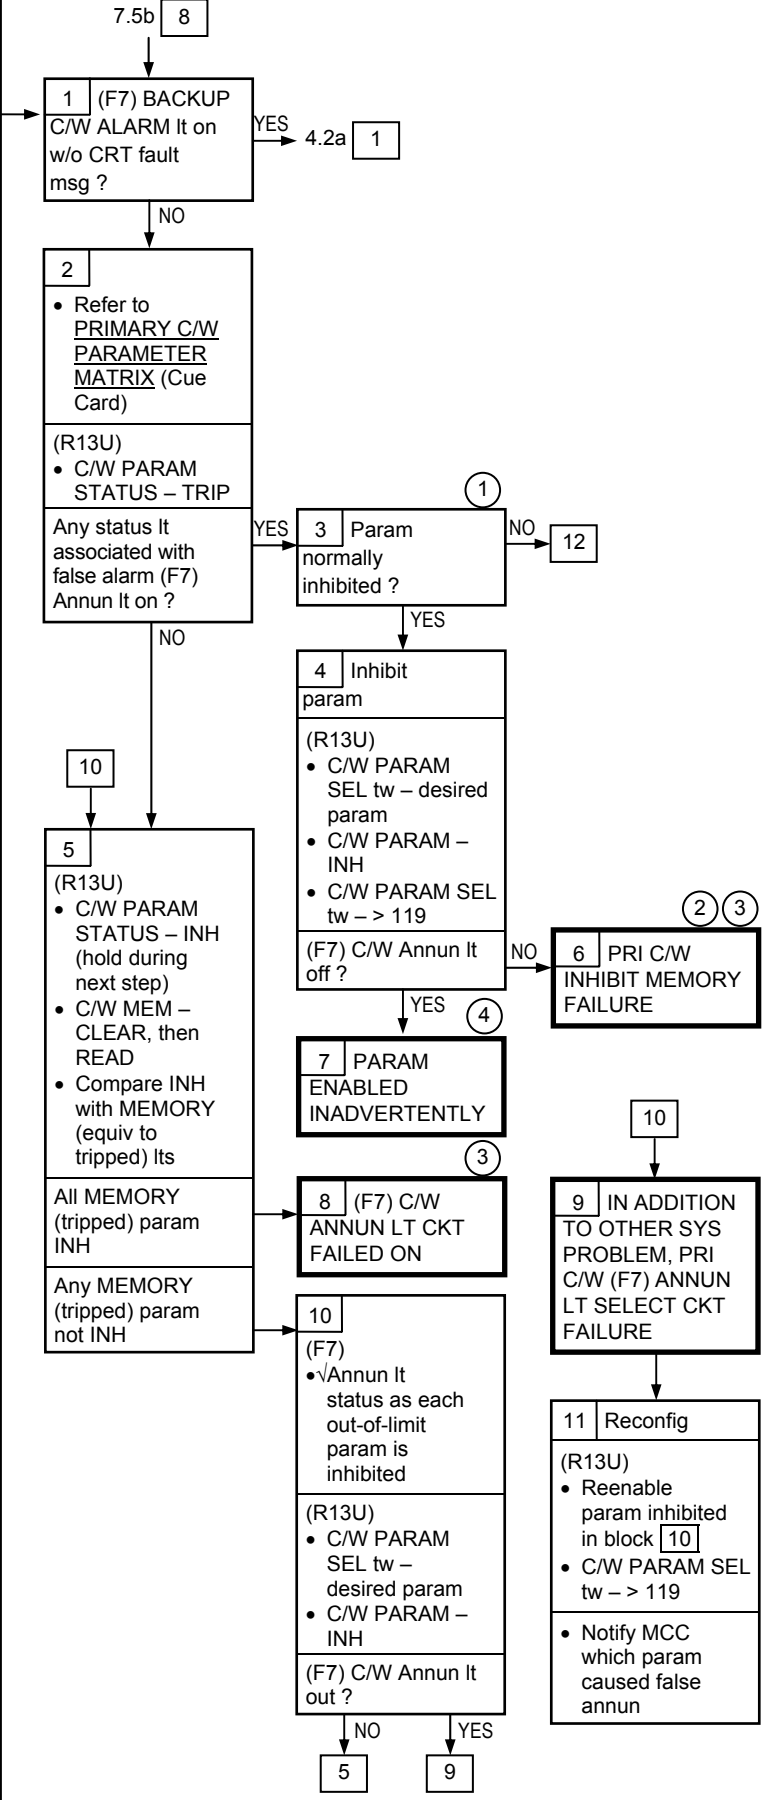 7.5b 8
1 (F7) BACKUP
C/W ALARM lt on
w/o CRT fault
msg ?
YES
4.2a 1
NO
2
• Refer to
PRIMARY C/W
PARAMETER
MATRIX (Cue
Card)
(R13U)
• C/W PARAM
STATUS – TRIP
Any status lt
associated with
false alarm (F7)
Annun lt on ?
YES
NO
1
3 Param
normally
inhibited ?
NO
12
YES
4 Inhibit
param
(R13U)
• C/W PARAM
SEL tw – desired
param
• C/W PARAM –
INH
• C/W PARAM SEL
tw – > 119
(F7) C/W Annun lt
off ?
NO
YES
2 3
6 PRI C/W
INHIBIT MEMORY
FAILURE
4
7 PARAM
ENABLED
INADVERTENTLY
10
5
(R13U)
• C/W PARAM
STATUS – INH
(hold during
next step)
• C/W MEM –
CLEAR, then
READ
• Compare INH
with MEMORY
(equiv to
tripped) lts
All MEMORY
(tripped) param
INH
Any MEMORY
(tripped) param
not INH
3
8 (F7) C/W
ANNUN LT CKT
FAILED ON
10
(F7)
•√Annun lt
status as each
out-of-limit
param is
inhibited
(R13U)
• C/W PARAM
SEL tw –
desired param
• C/W PARAM –
INH
(F7) C/W Annun lt
out ?
NO
YES
5
9
10
9 IN ADDITION
TO OTHER SYS
PROBLEM, PRI
C/W (F7) ANNUN
LT SELECT CKT
FAILURE
11 Reconfig
(R13U)
• Reenable
param inhibited
in block 10
• C/W PARAM SEL
tw – > 119
• Notify MCC
which param
caused false
annun